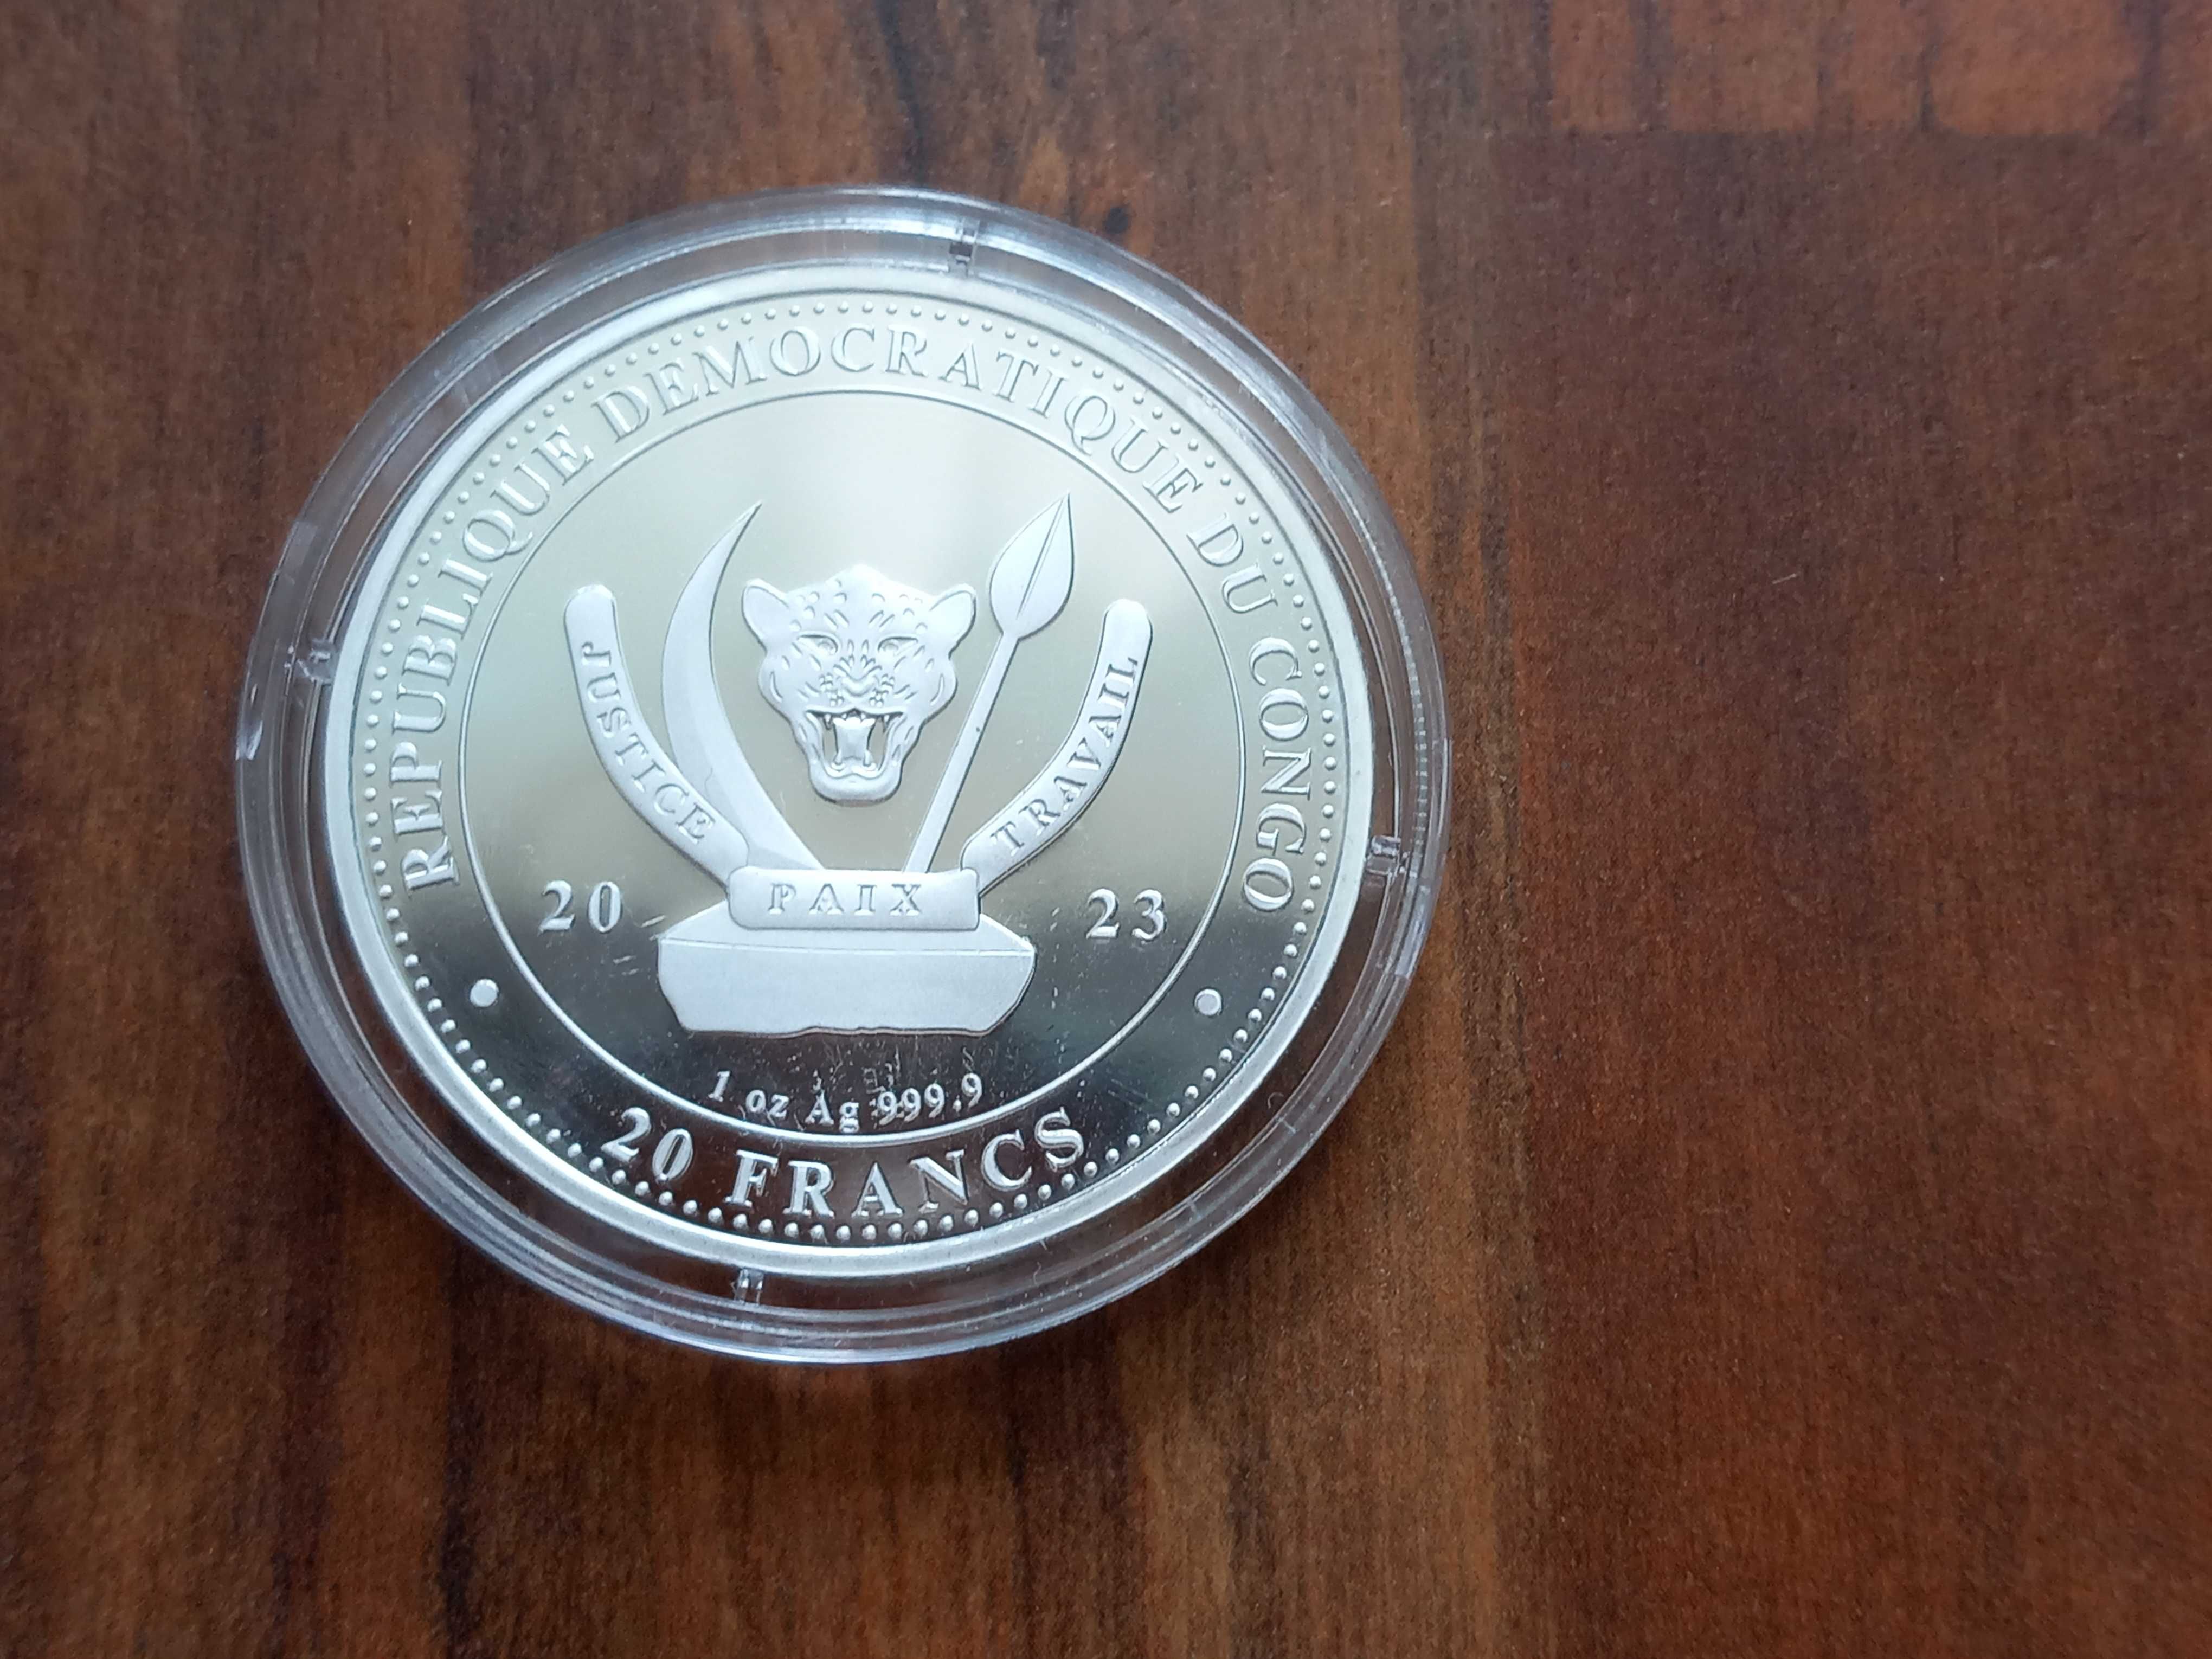 REPUBLIQUE DEMOCRATIQUE DU CONGO
JUSTICE
PAIX
TRAVAIL
20 23
1 oz Ag 999.9
20 FRANCS